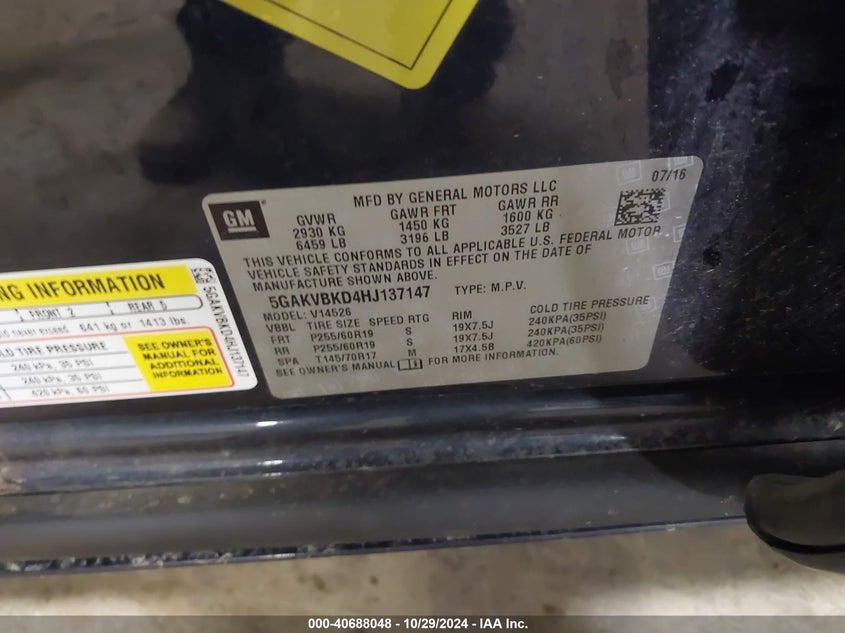 GM
MFD BY GENERAL MOTORS LLC
07/16
GVWR GAWR FRT GAWR RR
2930 KG 1450 KG 1600 KG
6459 LB 3196 LB 3527 LB
THIS VEHICLE CONFORMS TO ALL APPLICABLE U.S. FEDERAL MOTOR
VEHICLE SAFETY STANDARDS IN EFFECT ON THE DATE OF
MANUFACTURE SHOWN ABOVE.
5GAKVBKD4HJ137147 TYPE: M.P.V.
MODEL: V14526
VBBL TIRE SIZE SPEED RTG RIM COLD TIRE PRESSURE
FRT P255/60R19 S 19X7.5J 240KPA(35PSI)
RR P255/60R19 S 19X7.5J 240KPA(35PSI)
SPA T145/70R17 M 17X4.5B 420KPA(60PSI)
SEE OWNER'S MANUAL FOR MORE INFORMATION.
NG INFORMATION
FRONT 2 REAR
never exceed 641 kg or 1413 lbs.
OLD TIRE PRESSURE
240 kPa, 35 PSI
240 kPa, 35 PSI
420 kPa, 60 PSI
SEE OWNER'S
MANUAL FOR
ADDITIONAL
INFORMATION
5GAKVBKD4HJ137147
000-40688048 - 10/29/2024 - IAA Inc.